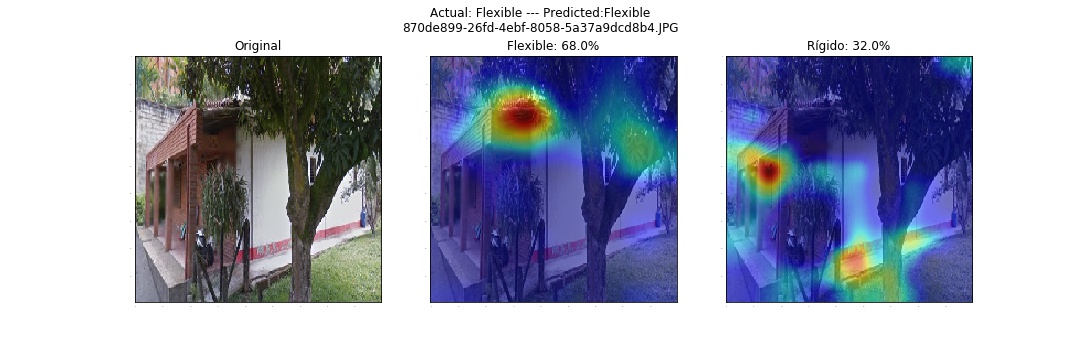 Actual: Flexible --- Predicted:Flexible
870de899-26fd-4ebf-8058-5a37a9dcd8b4.JPG
Original
Flexible: 68.0%
Rígido: 32.0%